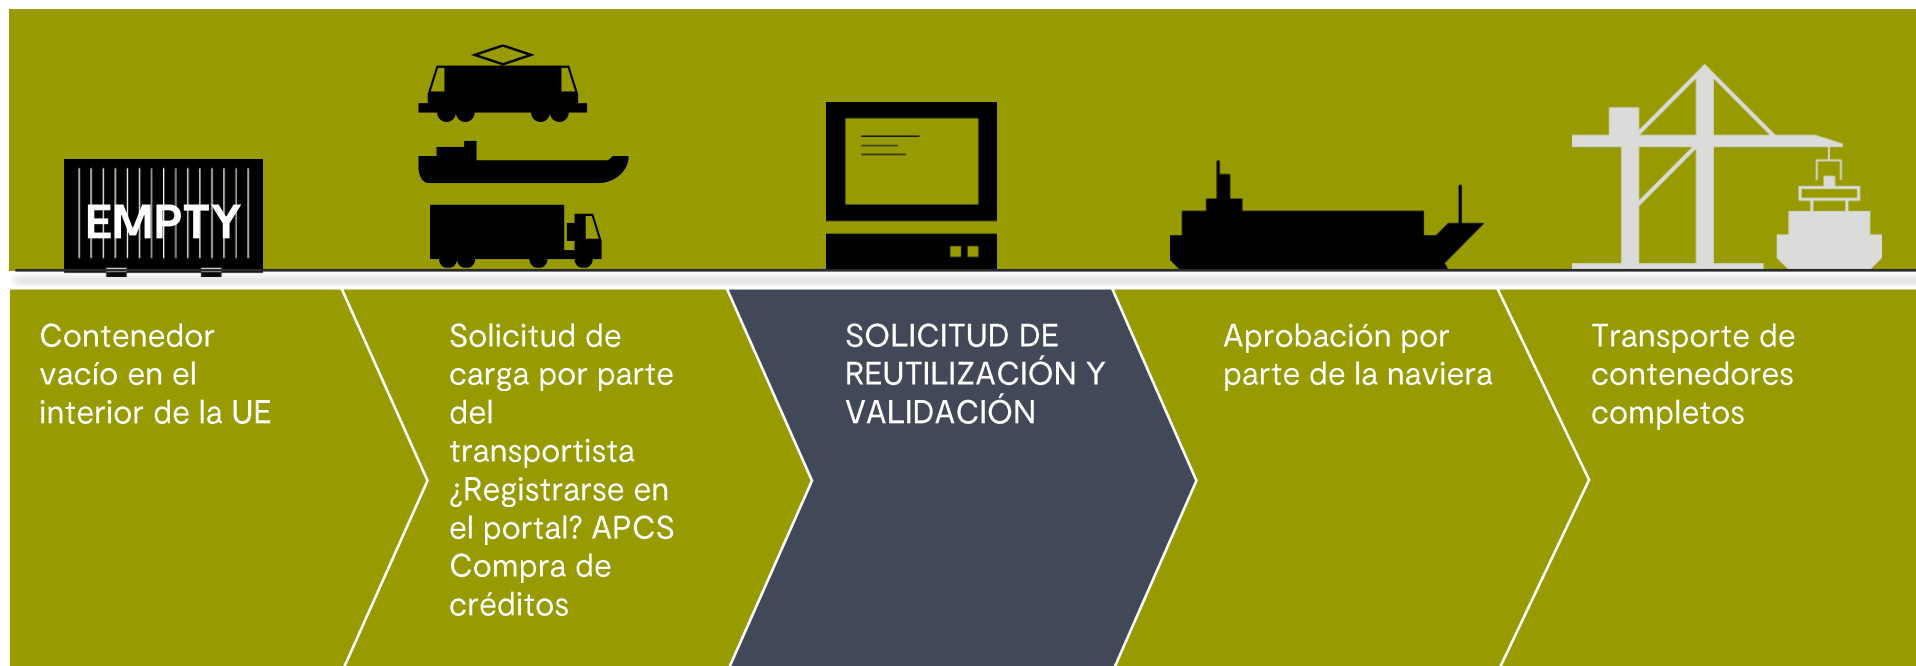 EMPTY
Contenedor
vacío en el
interior de la UE
Solicitud de
carga por parte
del
transportista
¿Registrarse en
el portal? APCS
Compra de
créditos
SOLICITUD DE
REUTILIZACIÓN Y
VALIDACIÓN
Aprobación por
parte de la naviera
Transporte de
contenedores
completos